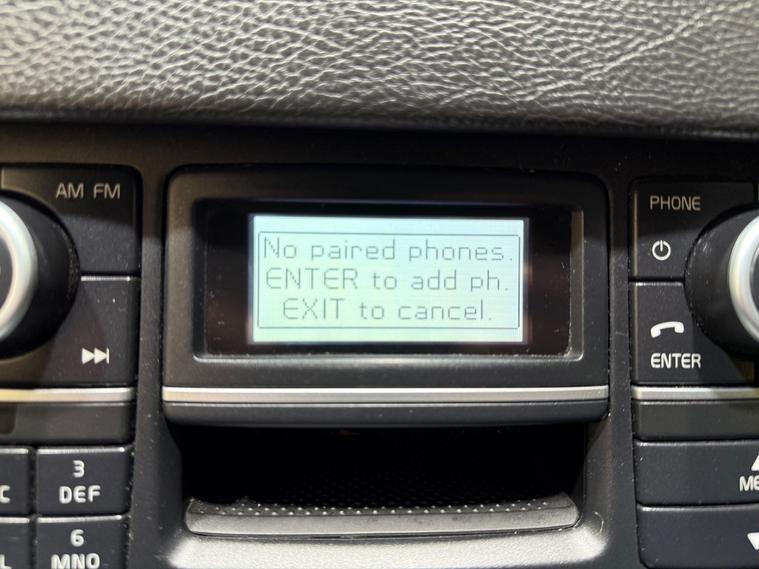 AM FM
PHONE
No paired phones.
ENTER to add ph.
EXIT to cancel.
ENTER
3
DEF
6
MNO